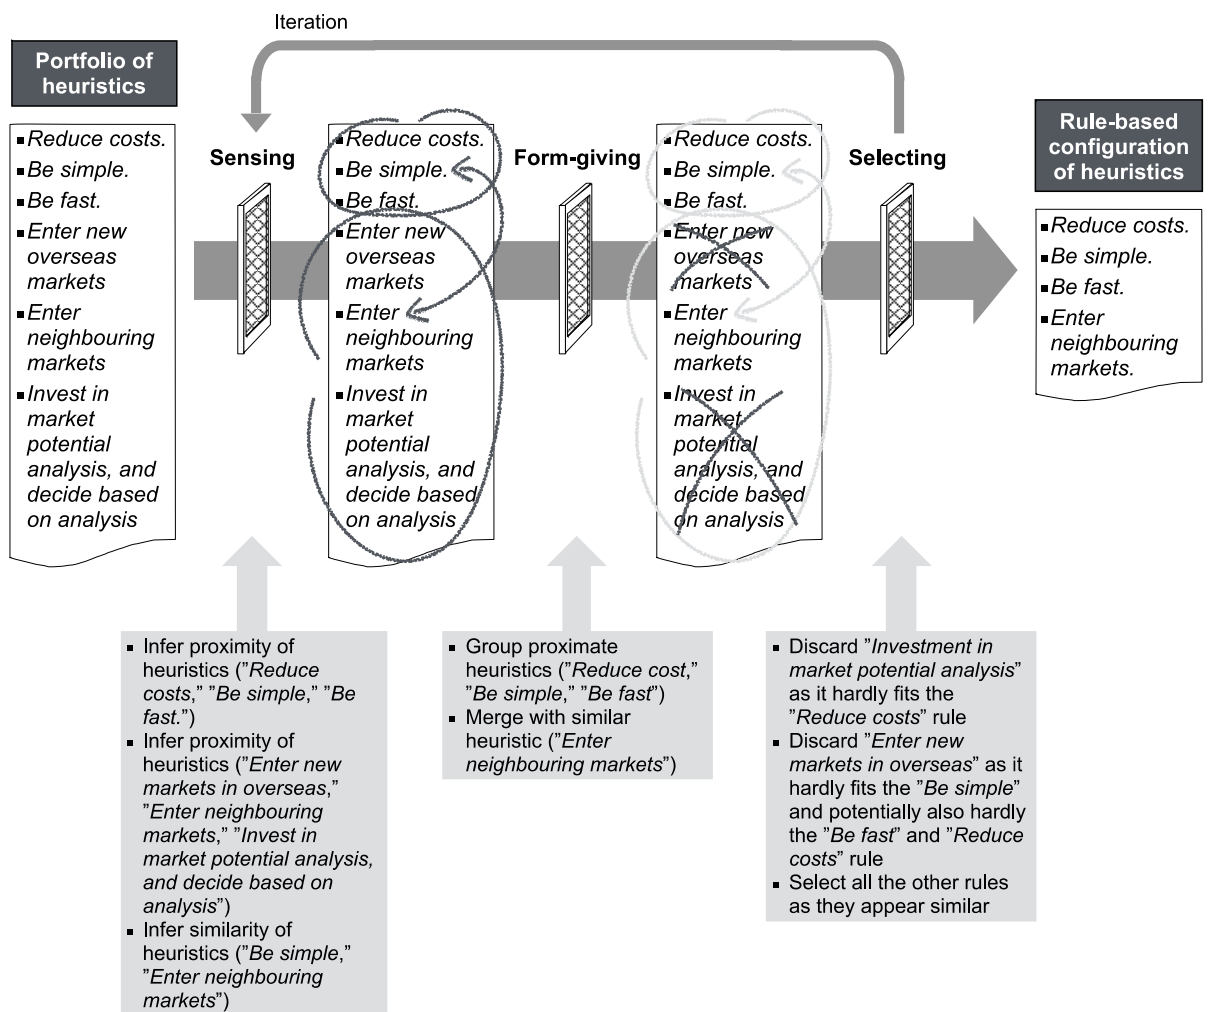 Iteration
Portfolio of
heuristics
▪Reduce costs.
▪Be simple.
▪Be fast.
▪Enter new
overseas
markets
▪Enter
neighbouring
markets
▪Invest in
market
potential
analysis, and
decide based
on analysis
Sensing
▪Reduce costs.
▪Be simple.
▪Be fast.
▪Enter new
overseas
markets
▪Enter
neighbouring
markets
▪Invest in
market
potential
analysis, and
decide based
on analysis
Form-giving
▪Reduce costs.
▪Be simple.
▪Be fast.
▪Enter new
overseas
markets
▪Enter
neighbouring
markets
▪Invest in
market
potential
analysis, and
decide based
on analysis
Selecting
Rule-based
configuration
of heuristics
▪Reduce costs.
▪Be simple.
▪Be fast.
▪Enter
neighbouring
markets.
▪ Infer proximity of
heuristics (”Reduce
costs,” ”Be simple,” ”Be
fast.”)
▪ Infer proximity of
heuristics (”Enter new
markets in overseas,”
”Enter neighbouring
markets,” ”Invest in
market potential analysis,
and decide based on
analysis”)
▪ Infer similarity of
heuristics (”Be simple,”
”Enter neighbouring
markets”)
▪ Group proximate
heuristics (”Reduce cost,”
”Be simple,” ”Be fast”)
▪ Merge with similar
heuristic (”Enter
neighbouring markets”)
▪ Discard ”Investment in
market potential analysis”
as it hardly fits the
”Reduce costs” rule
▪ Discard ”Enter new
markets in overseas” as it
hardly fits the ”Be simple”
and potentially also hardly
the ”Be fast” and ”Reduce
costs” rule
▪ Select all the other rules
as they appear similar